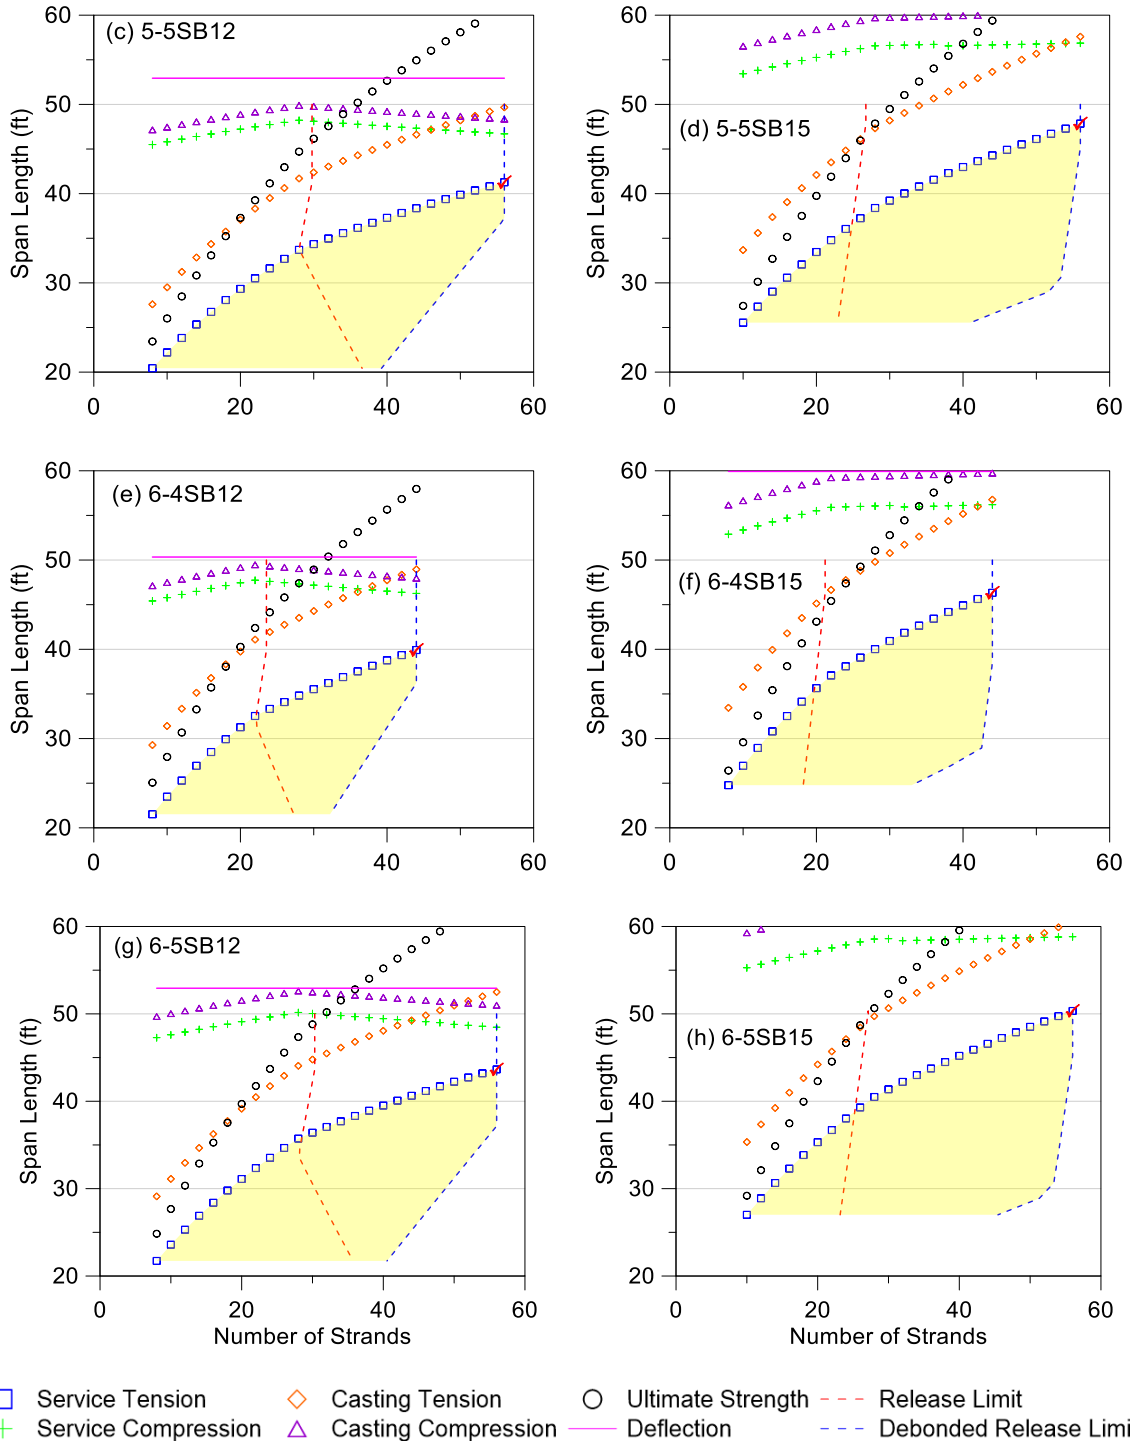 (c) 5-5SB12
60
50
40
30
20
Span Length (ft)
0
20
40
60
(d) 5-5SB15
60
50
40
30
20
Span Length (ft)
0
20
40
60
(e) 6-4SB12
60
50
40
30
20
Span Length (ft)
0
20
40
60
(f) 6-4SB15
60
50
40
30
20
Span Length (ft)
0
20
40
60
(g) 6-5SB12
60
50
40
30
20
Span Length (ft)
0
20
40
60
Number of Strands
(h) 6-5SB15
60
50
40
30
20
Span Length (ft)
0
20
40
60
Number of Strands
Service Tension
Casting Tension
Ultimate Strength
Release Limit
Service Compression
Casting Compression
Deflection
Debonded Release Limi